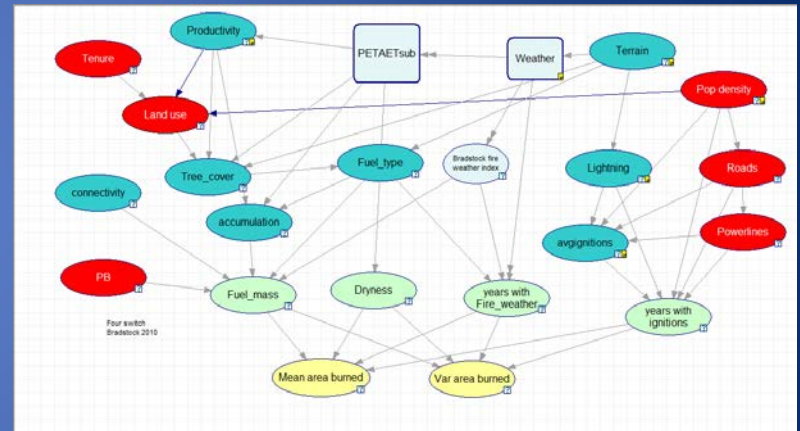 Productivity
PETAETsub
Weather
Terrain
Tenure
Pop density
Land use
Tree_cover
Fuel_type
Bradstock fire
weather index
Lightning
Roads
connectivity
accumulation
avgignitions
Powerlines
PB
Fuel_mass
Dryness
years with
Fire_weather
years with
ignitions
Four switch
Bradstock 2010
Mean area burned
Var area burned